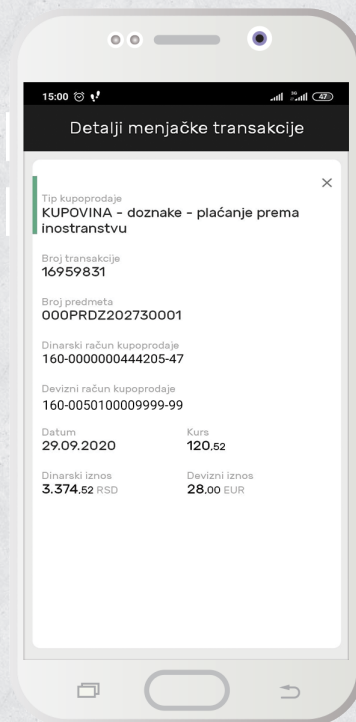 15:00
3G
47
Detalji menjačke transakcije
Tip kupoprodaje
KUPOVINA - doznake - plaćanje prema
inostranstvu
Broj transakcije
16959831
Broj predmeta
000PRDZ202730001
Dinarski račun kupoprodaje
160-0000000444205-47
Devizni račun kupoprodaje
160-0050100009999-99
Datum Kurs
29.09.2020 120,52
Dinarski iznos Devizni iznos
3.374,52 RSD 28,00 EUR